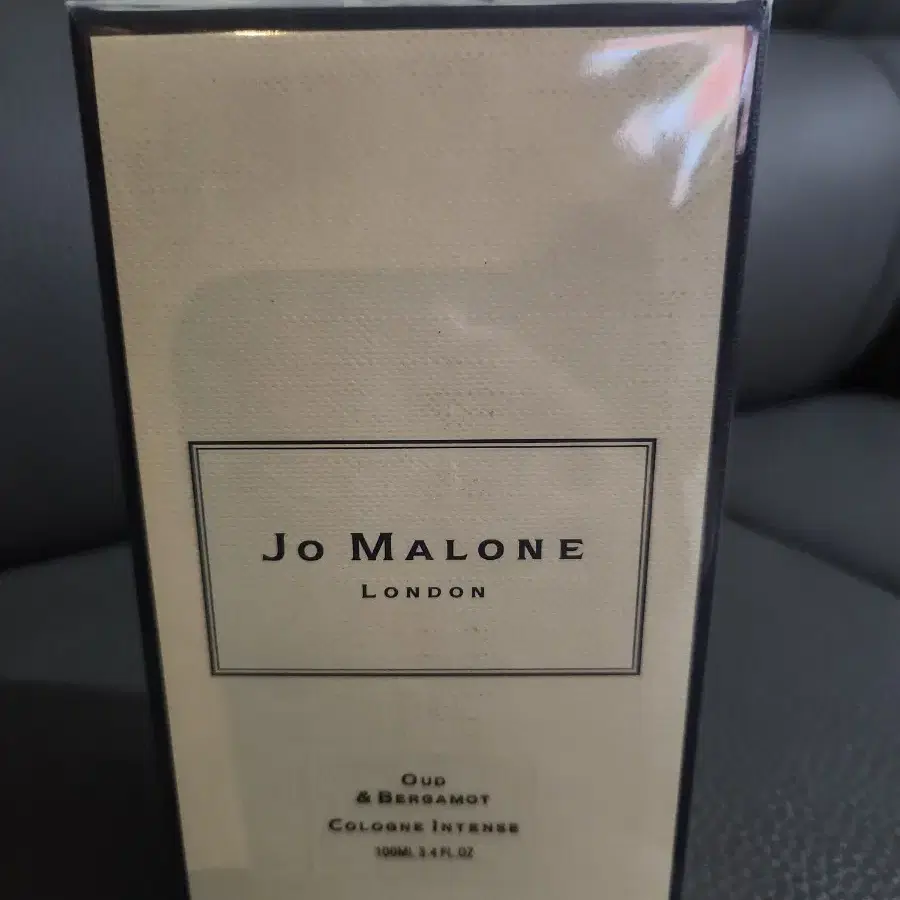 Jo Malone
London
Oud
& Bergamot
Cologne Intense
100ML 3.4 FL.OZ